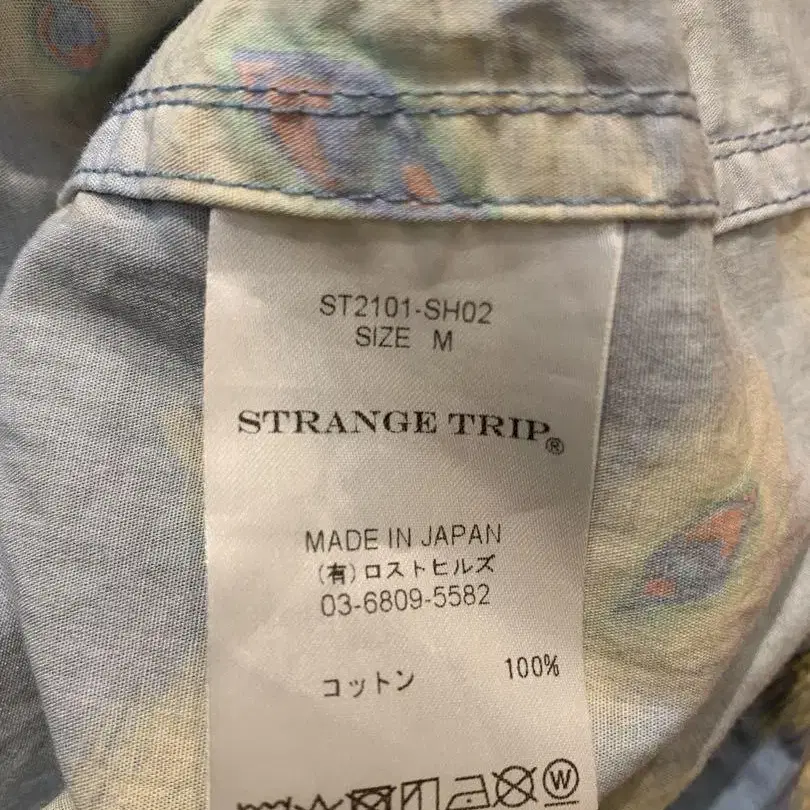 ST2101-SH02
SIZE M
STRANGE TRIP®
MADE IN JAPAN
(有)ロストヒルズ
03-6809-5582
コットン 100%
W